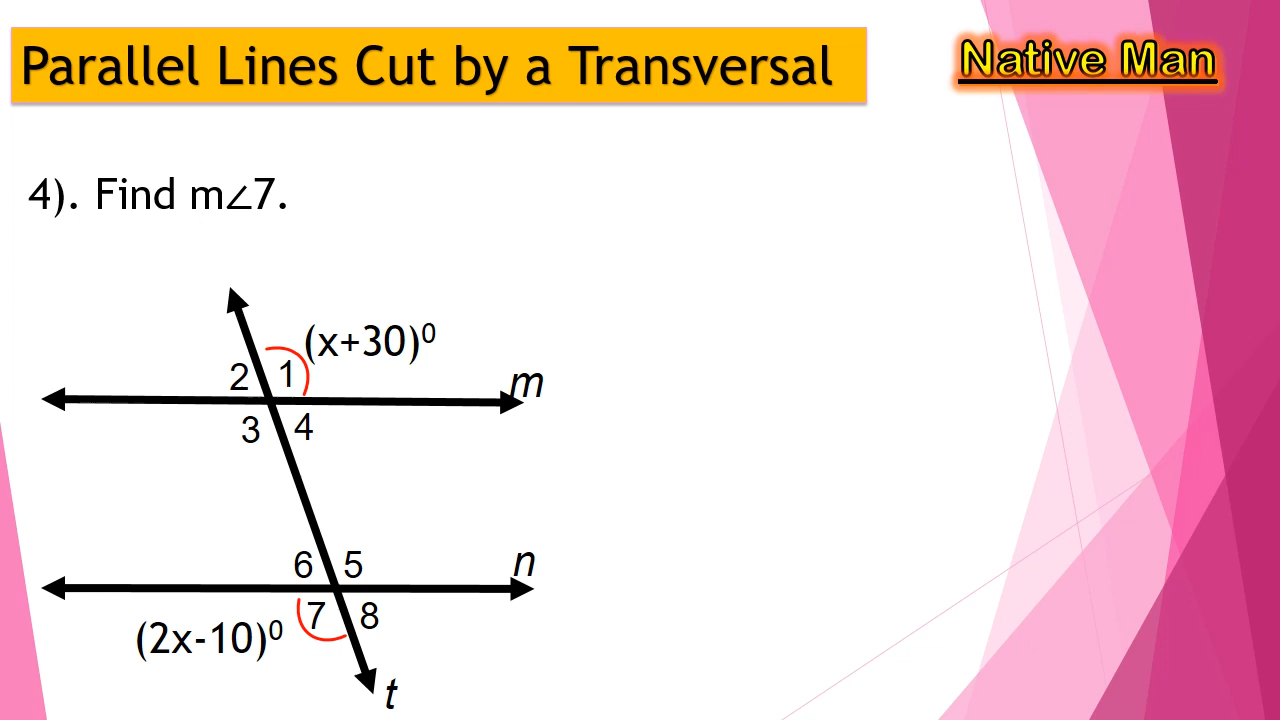 Parallel Lines Cut by a Transversal
Native Man
4). Find m∠7.
(x+30)⁰
2 1
m
3 4
n
6 5
7 8
(2x-10)⁰
t